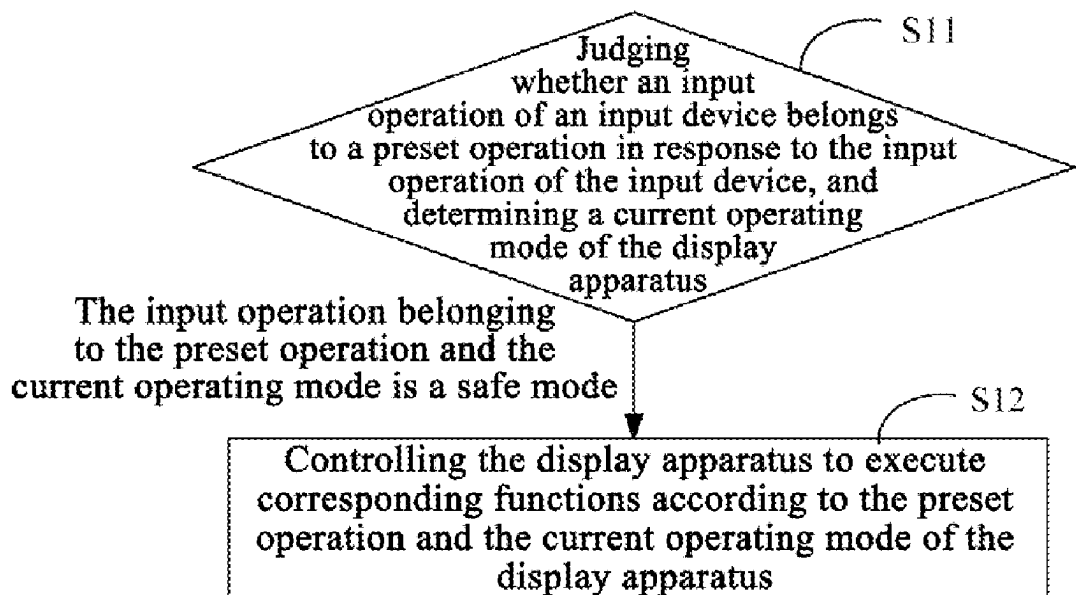 S11
Judging
whether an input
operation of an input device belongs
to a preset operation in response to the input
operation of the input device, and
determining a current operating
mode of the display
apparatus
The input operation belonging
to the preset operation and the
current operating mode is a safe mode
S12
Controlling the display apparatus to execute
corresponding functions according to the preset
operation and the current operating mode of the
display apparatus